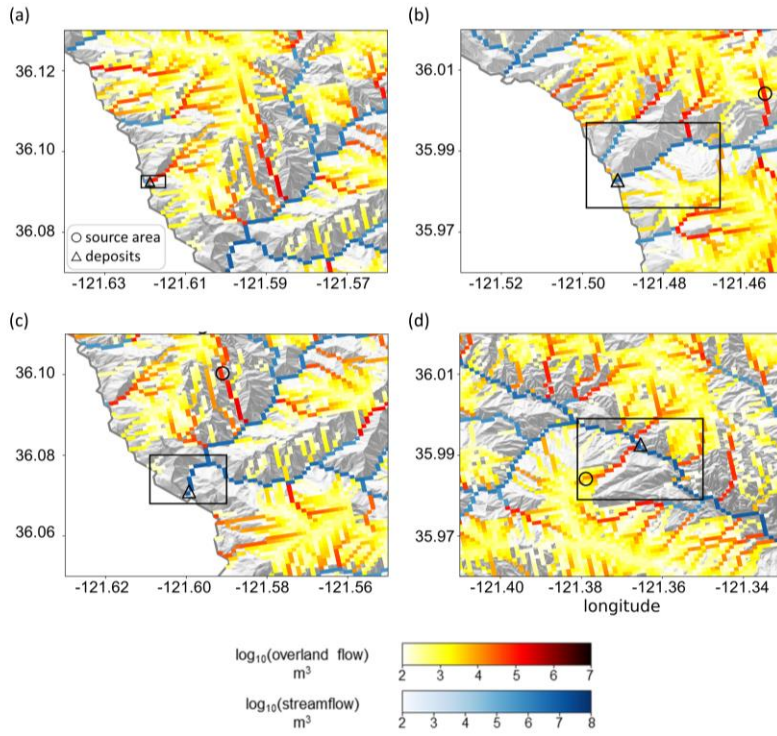 (a)
(b)
36.12
36.10
36.08
36.01
35.99
35.97
○ source area
△ deposits
-121.63 -121.61 -121.59 -121.57
-121.52 -121.50 -121.48 -121.46
(c)
(d)
36.10
36.08
36.06
36.01
35.99
35.97
-121.62 -121.60 -121.58 -121.56
-121.40 -121.38 -121.36 -121.34
longitude
log10(overland flow)
m³
2 3 4 5 6 7
log10(streamflow)
m³
2 3 4 5 6 7 8